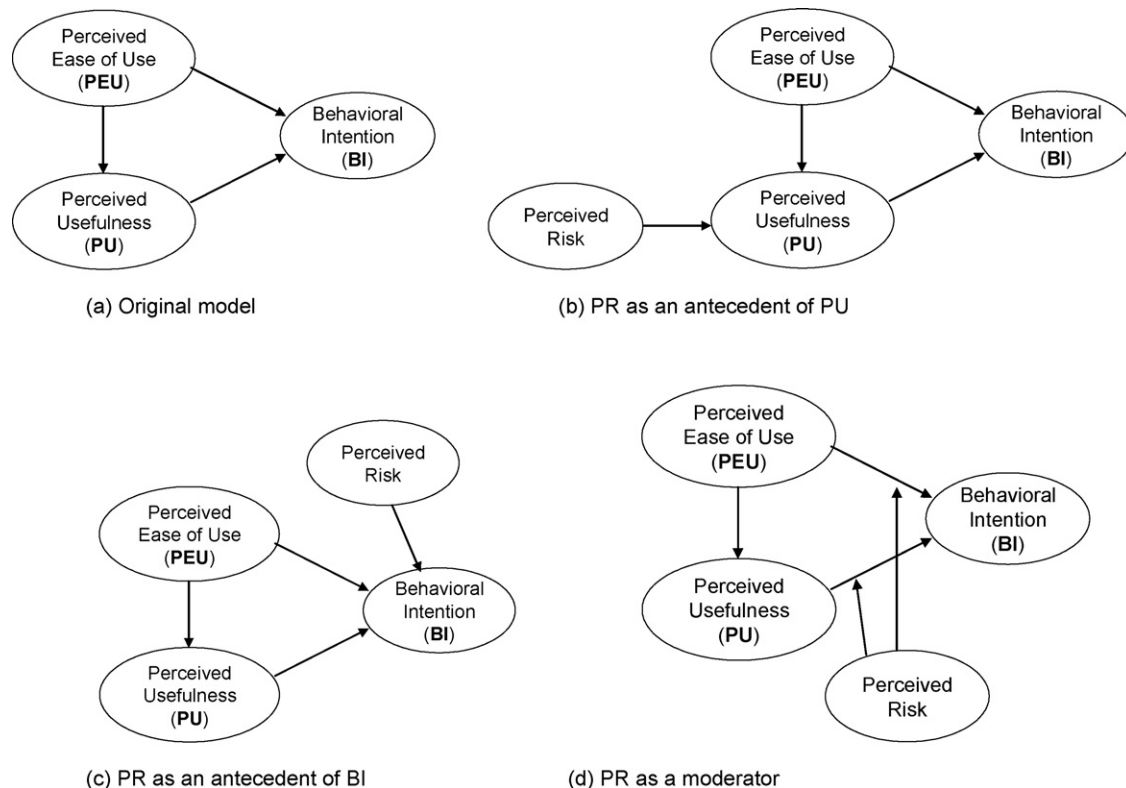 Perceived
Ease of Use
(PEU)
Behavioral
Intention
(BI)
Perceived
Usefulness
(PU)
(a) Original model
Perceived
Ease of Use
(PEU)
Behavioral
Intention
(BI)
Perceived
Risk
Perceived
Usefulness
(PU)
(b) PR as an antecedent of PU
Perceived
Risk
Perceived
Ease of Use
(PEU)
Behavioral
Intention
(BI)
Perceived
Usefulness
(PU)
(c) PR as an antecedent of BI
Perceived
Ease of Use
(PEU)
Behavioral
Intention
(BI)
Perceived
Usefulness
(PU)
Perceived
Risk
(d) PR as a moderator